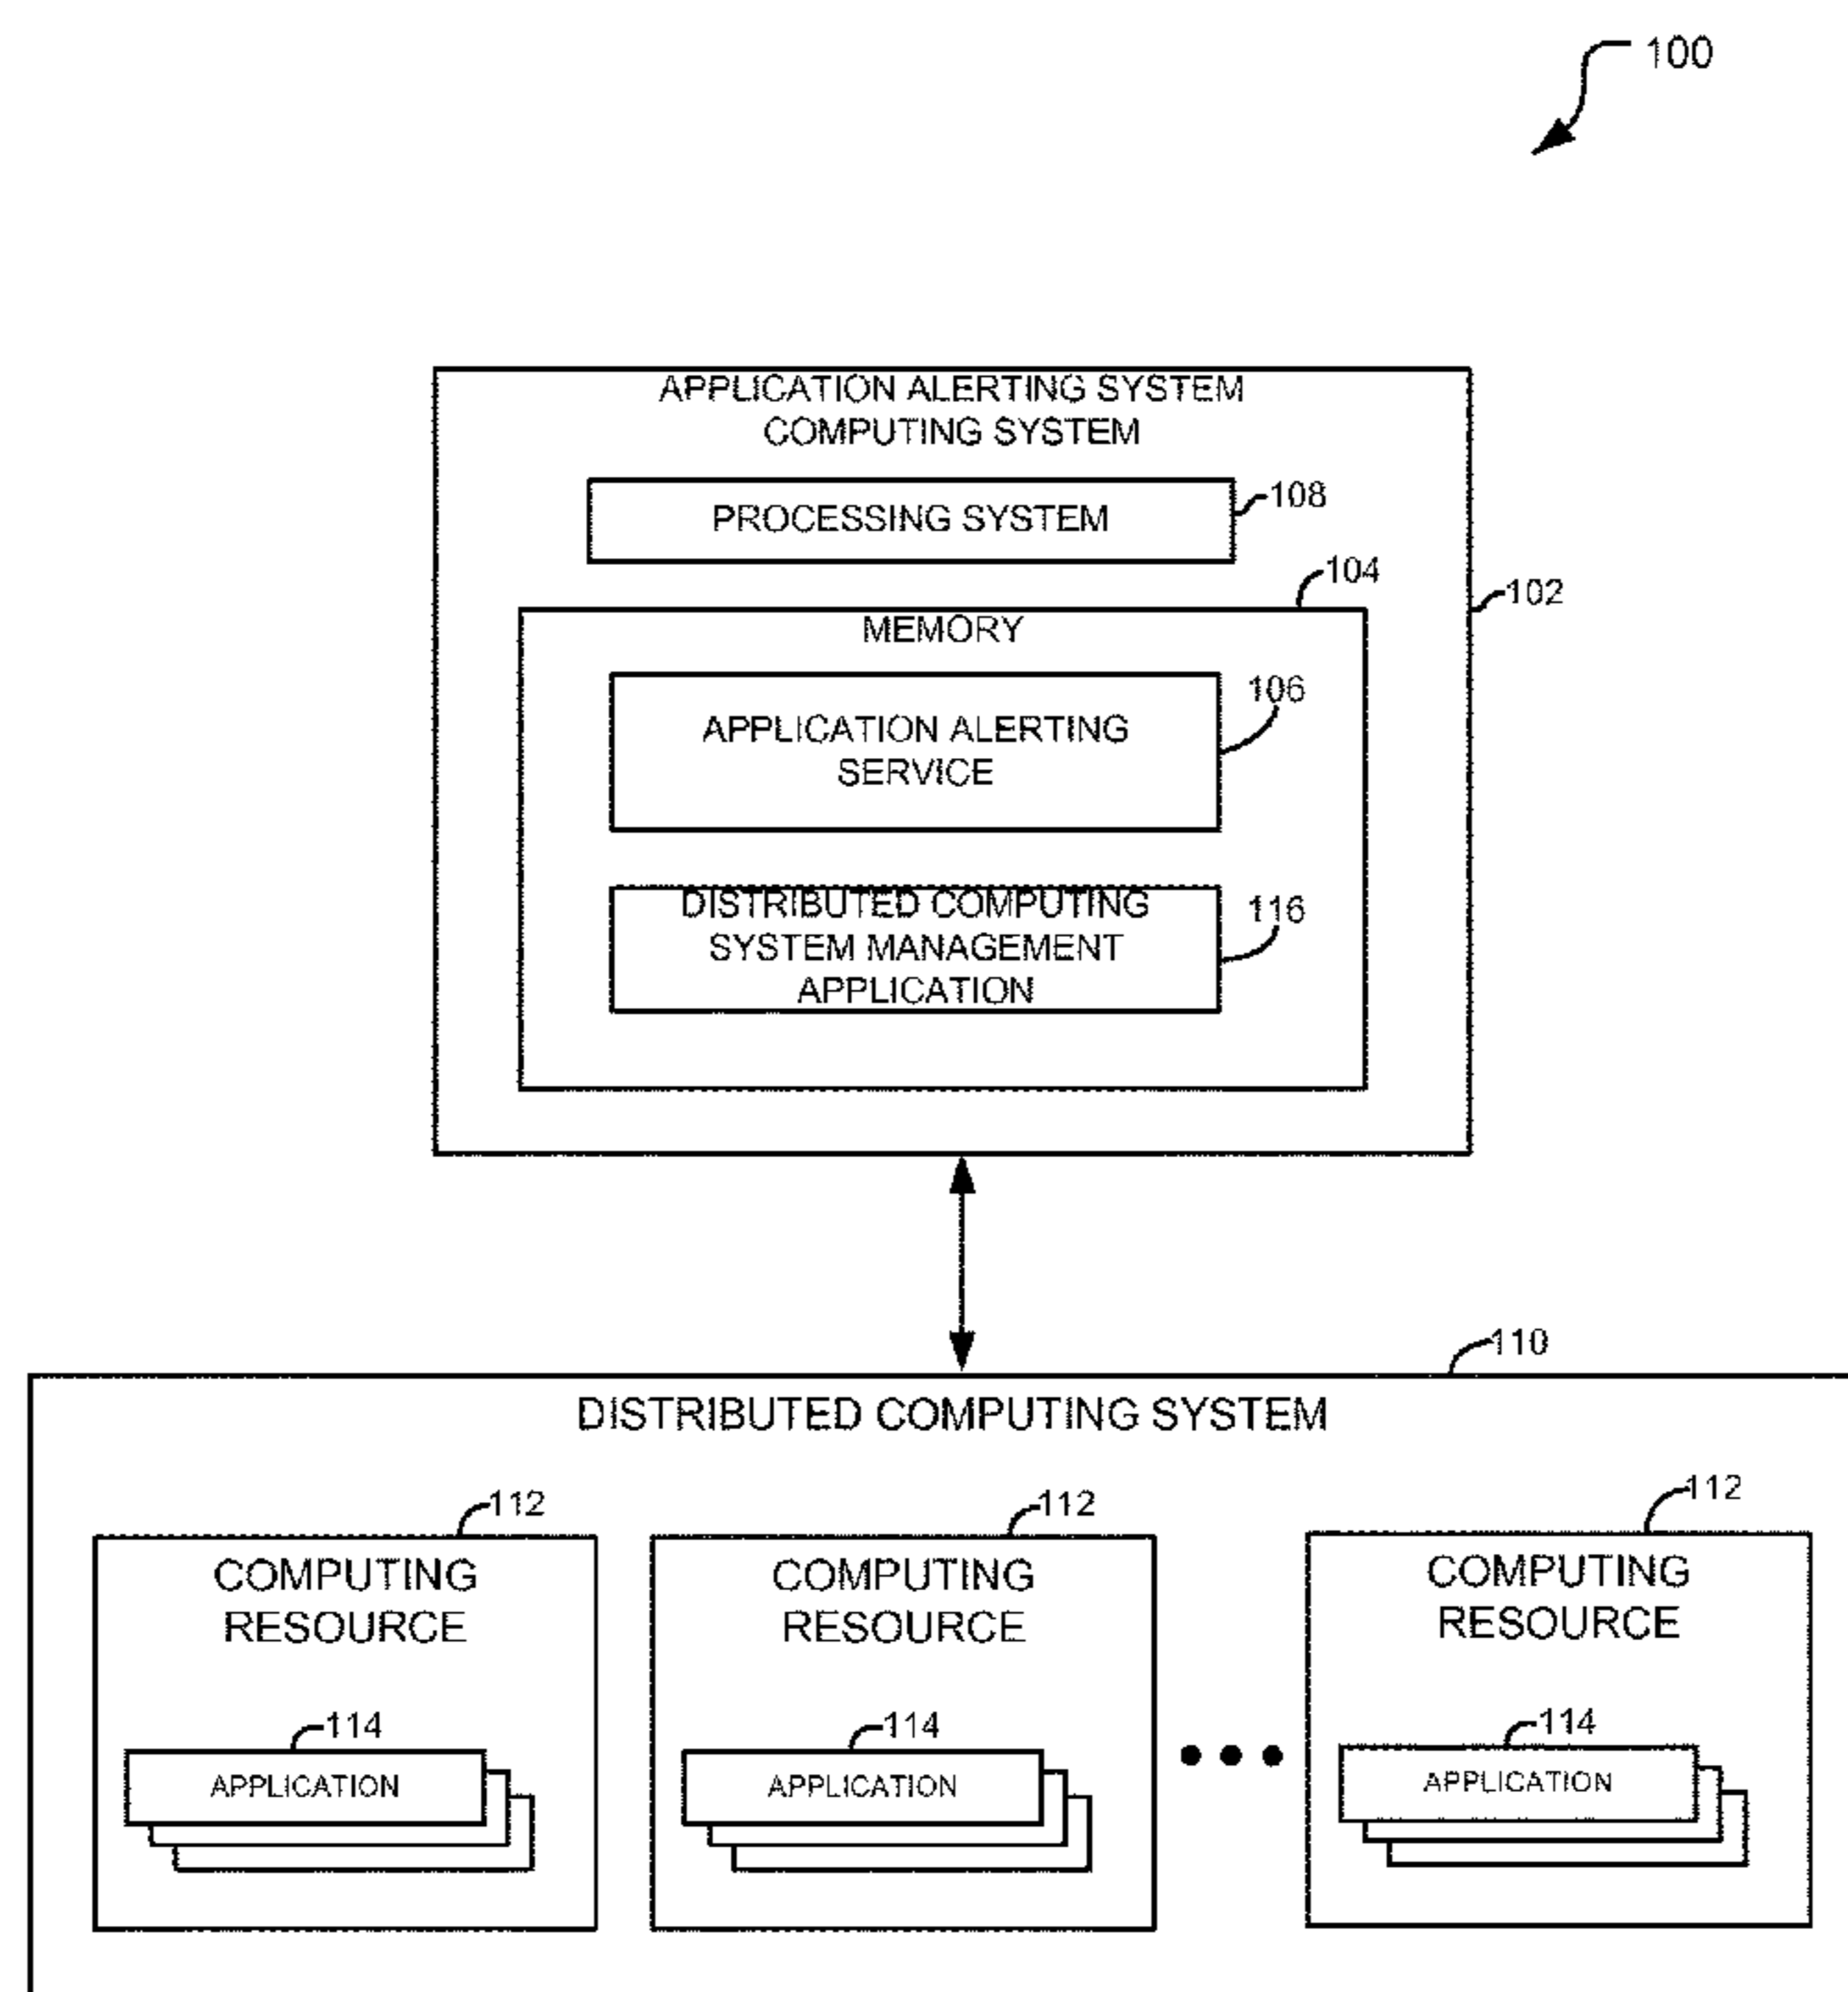 100
APPLICATION ALERTING SYSTEM
COMPUTING SYSTEM
PROCESSING SYSTEM
108
104
102
MEMORY
106
APPLICATION ALERTING
SERVICE
116
DISTRIBUTED COMPUTING
SYSTEM MANAGEMENT
APPLICATION
110
DISTRIBUTED COMPUTING SYSTEM
112
COMPUTING
RESOURCE
114
APPLICATION
112
COMPUTING
RESOURCE
114
APPLICATION
112
COMPUTING
RESOURCE
114
APPLICATION